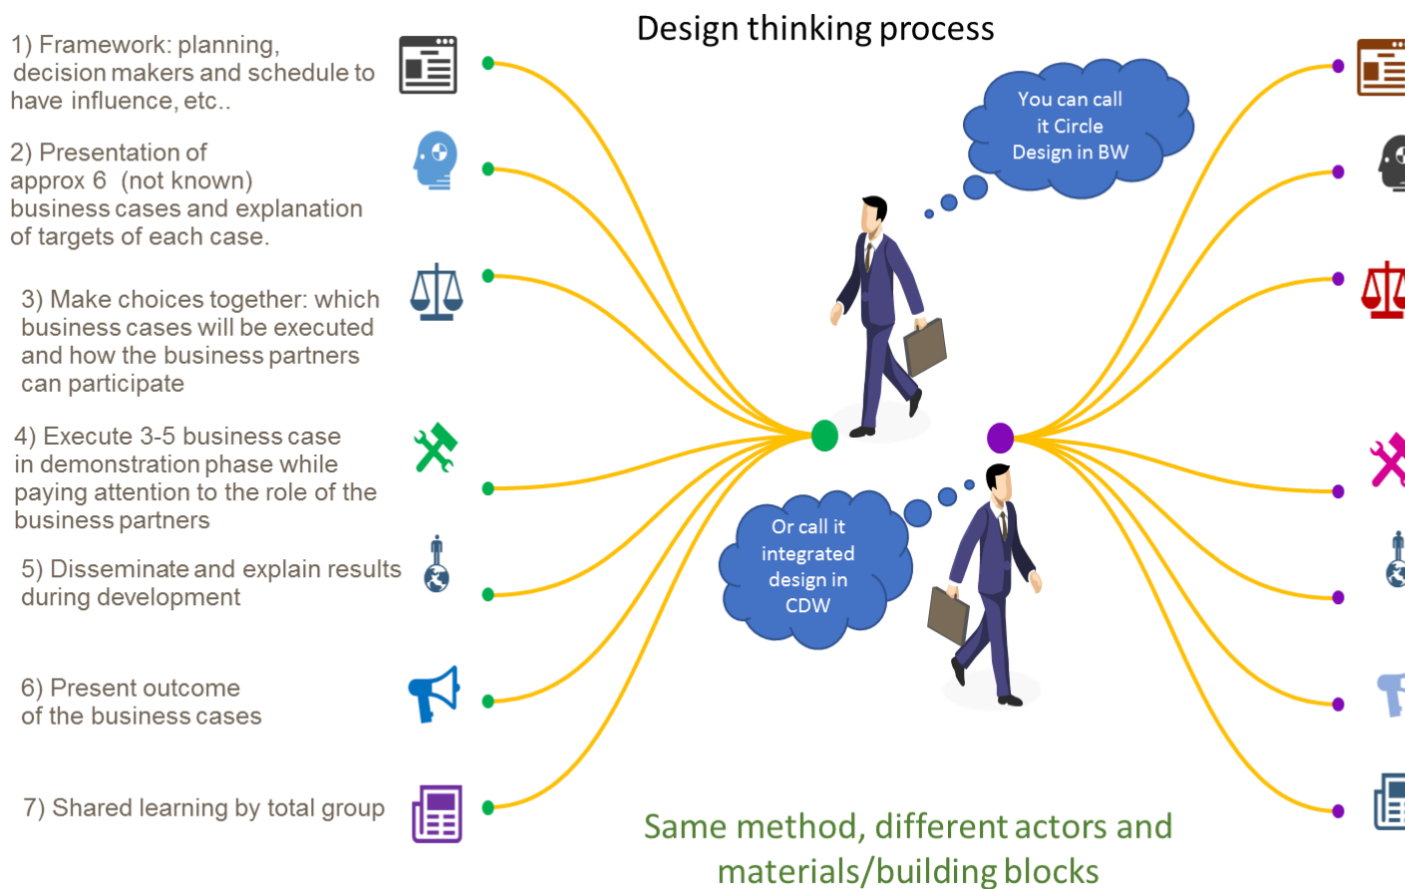 Design thinking process
1) Framework: planning,
decision makers and schedule to
have influence, etc..
2) Presentation of
approx 6 (not known)
business cases and explanation
of targets of each case.
3) Make choices together: which
business cases will be executed
and how the business partners
can participate
4) Execute 3-5 business case
in demonstration phase while
paying attention to the role of the
business partners
5) Disseminate and explain results
during development
6) Present outcome
of the business cases
7) Shared learning by total group
You can call
it Circle
Design in BW
Or call it
integrated
design in
CDW
Same method, different actors and
materials/building blocks